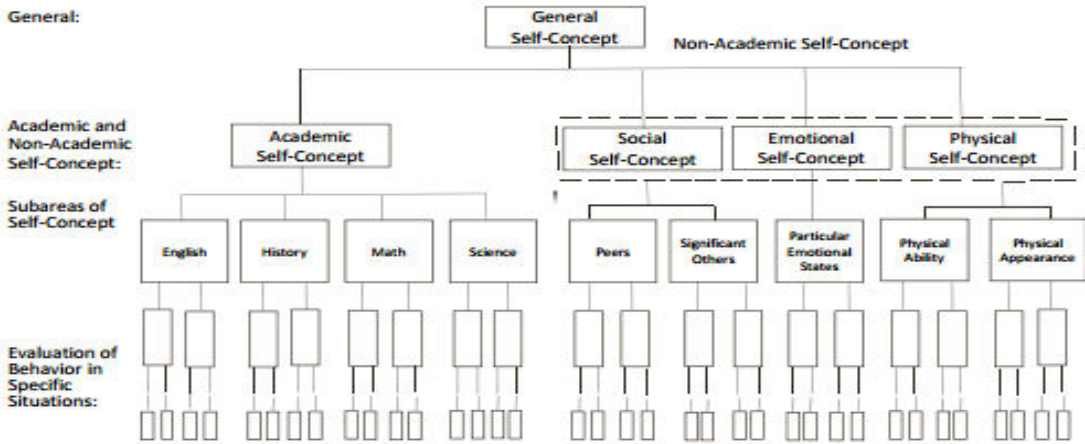 General:
General
Self-Concept
Non-Academic Self-Concept
Academic and
Non-Academic
Self-Concept:
Academic
Self-Concept
Social
Self-Concept
Emotional
Self-Concept
Physical
Self-Concept
Subareas of
Self-Concept
English
History
Math
Science
Peers
Significant
Others
Particular
Emotional
States
Physical
Ability
Physical
Appearance
Evaluation of
Behavior in
Specific
Situations: